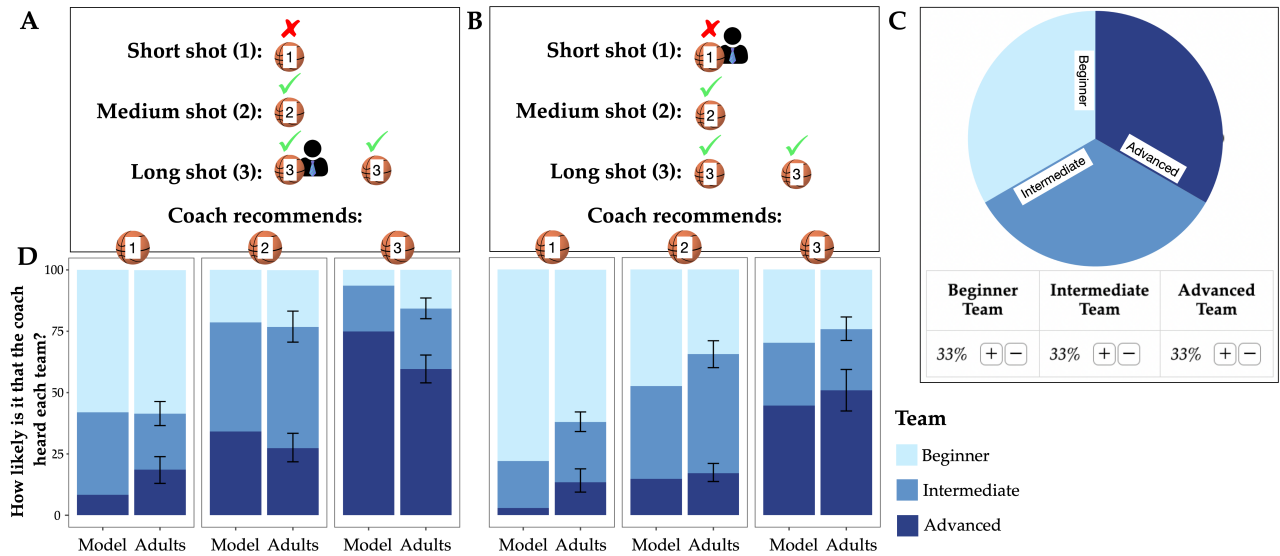 A
Short shot (1):
1
Medium shot (2):
2
Long shot (3):
3
3
Coach recommends:
1
2
3
B
Short shot (1):
1
Medium shot (2):
2
Long shot (3):
3
3
Coach recommends:
1
2
3
C
Beginner
Advanced
Intermediate
Beginner Team
Intermediate Team
Advanced Team
33% + −
33% + −
33% + −
D
How likely is it that the coach
heard each team?
100
75
50
25
0
Model Adults
Model Adults
Model Adults
Model Adults
Model Adults
Model Adults
Team
Beginner
Intermediate
Advanced